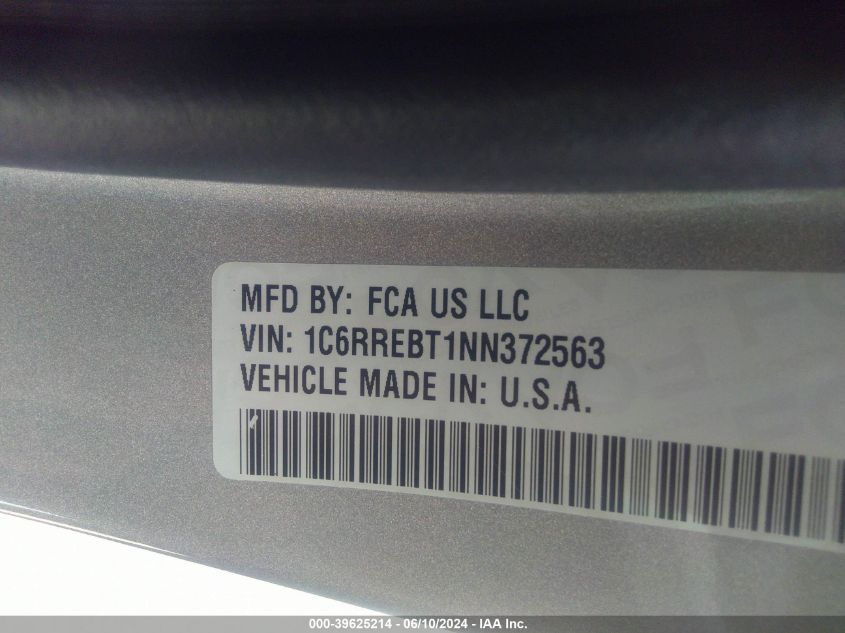 MFD BY: FCA US LLC
VIN: 1C6RREBT1NN372563
VEHICLE MADE IN: U.S.A.
000-39625214 - 06/10/2024 - IAA Inc.